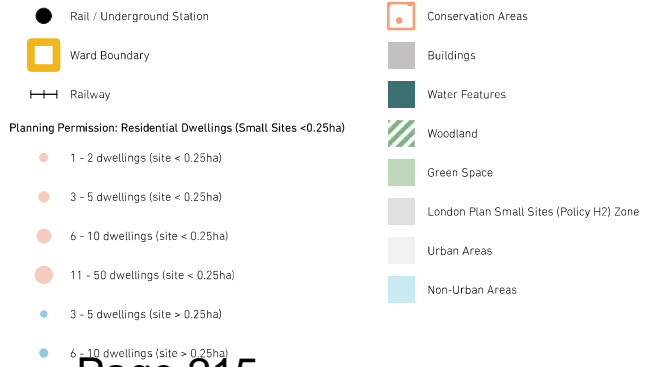 Rail / Underground Station
Ward Boundary
Railway
Planning Permission: Residential Dwellings (Small Sites <0.25ha)
1 - 2 dwellings (site < 0.25ha)
3 - 5 dwellings (site < 0.25ha)
6 - 10 dwellings (site < 0.25ha)
11 - 50 dwellings (site < 0.25ha)
3 - 5 dwellings (site > 0.25ha)
6 - 10 dwellings (site > 0.25ha)
Page 215
Conservation Areas
Buildings
Water Features
Woodland
Green Space
London Plan Small Sites (Policy H2) Zone
Urban Areas
Non-Urban Areas